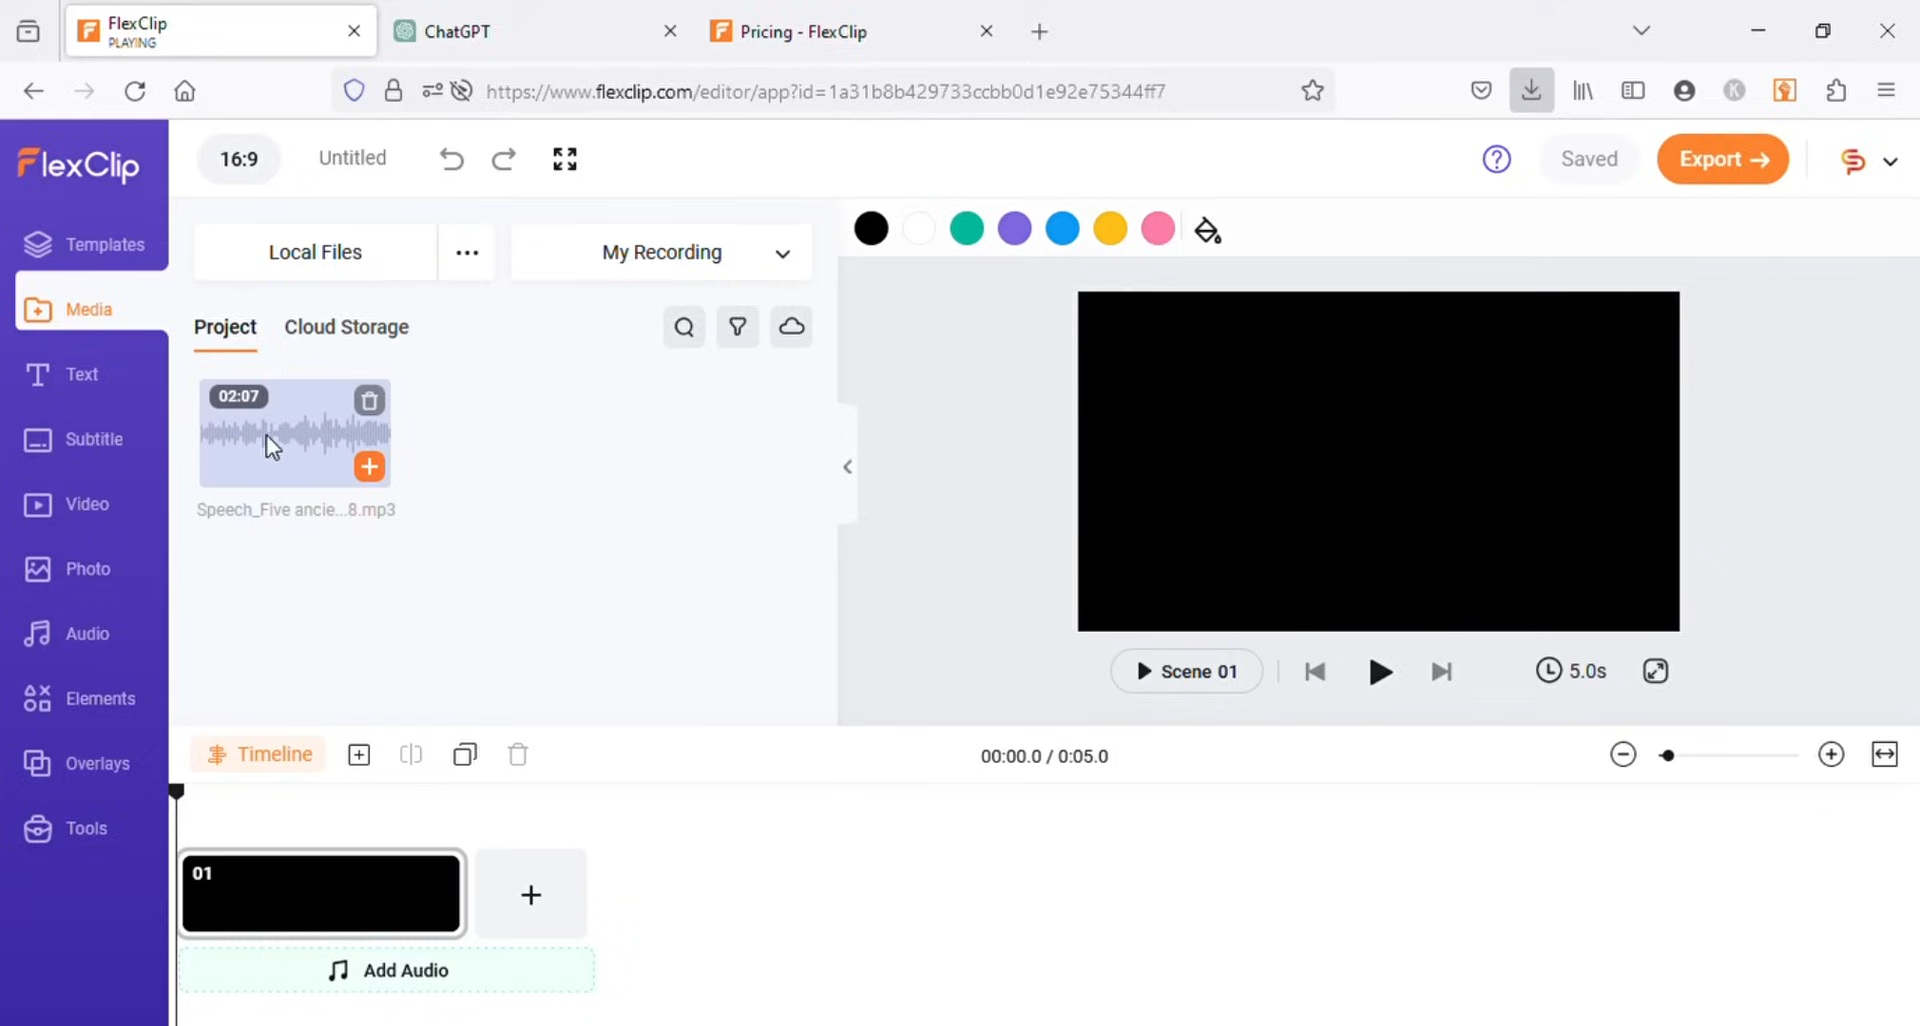 FlexClip
PLAYING
ChatGPT
Pricing - FlexClip
https://www.flexclip.com/editor/app?id=1a31b8b429733ccbb0d1e92e75344ff7
K
FlexClip
16:9
Untitled
Saved
Export →
Templates
Media
Text
Subtitle
Video
Photo
Audio
Elements
Overlays
Tools
Local Files
My Recording
Project
Cloud Storage
02:07
Speech_Five ancie...8.mp3
Scene 01
5.0s
Timeline
00:00.0 / 0:05.0
01
Add Audio